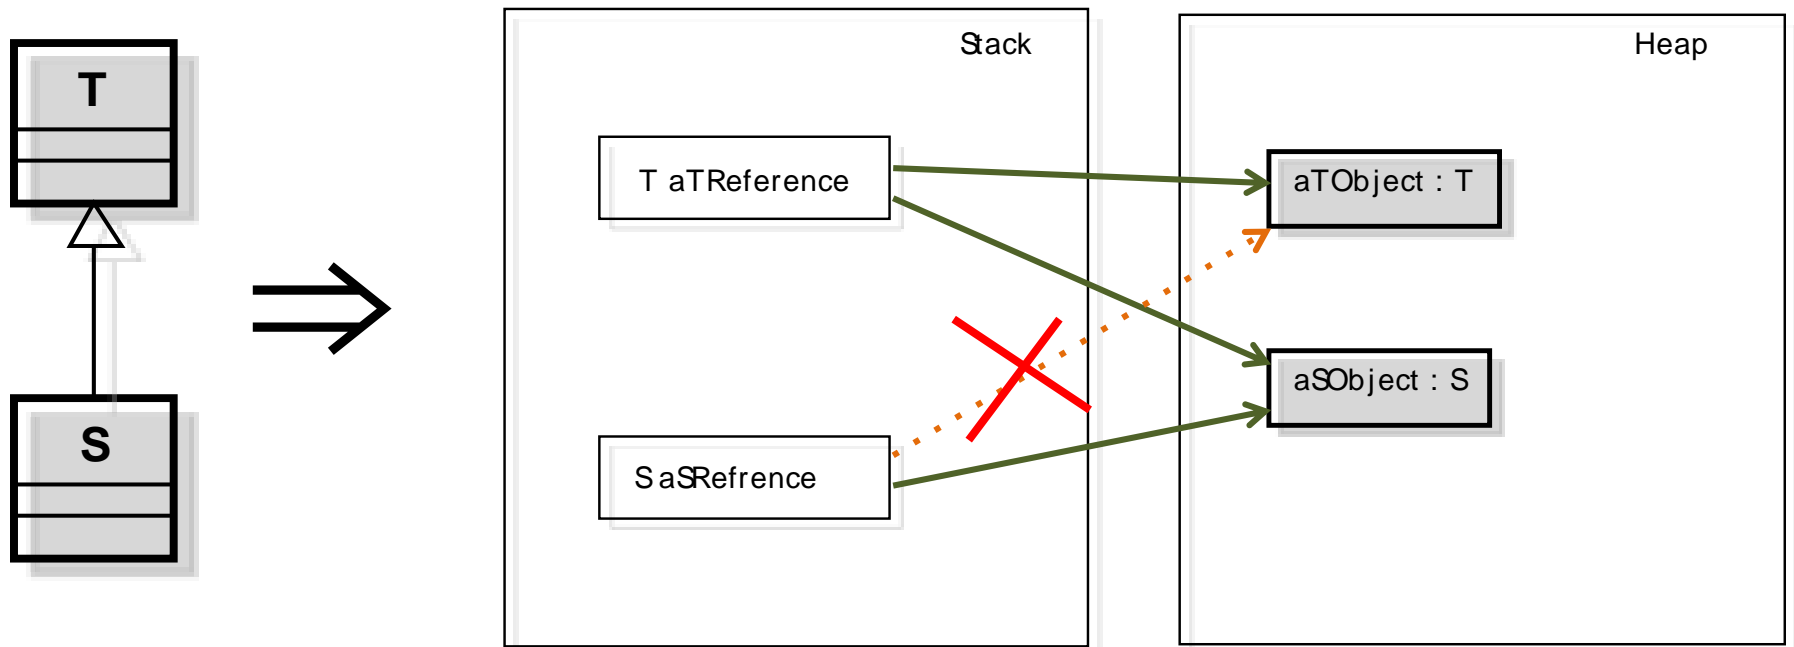 T
S
Stack
T aTReference
S aSRefrence
Heap
aTObject : T
aSObject : S